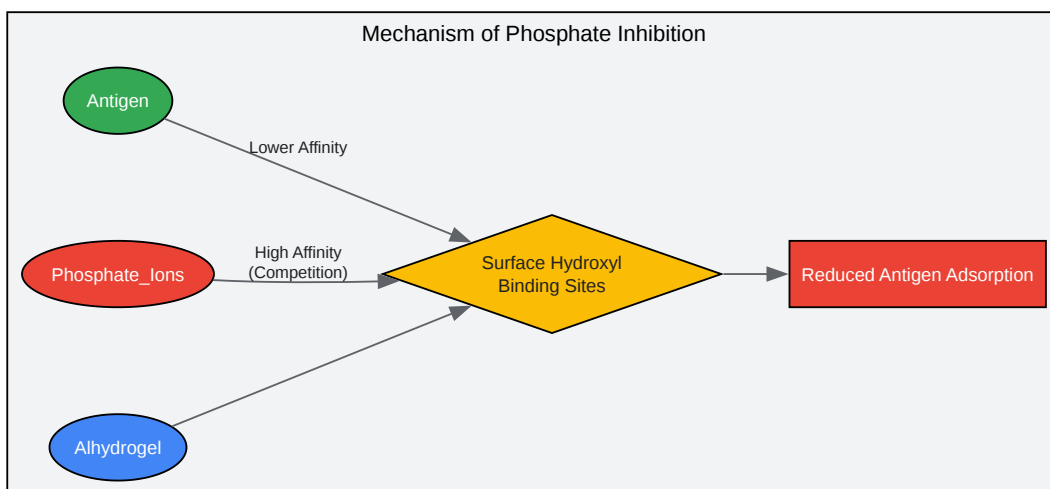 Mechanism of Phosphate Inhibition
Antigen
Lower Affinity
Phosphate_Ions
High Affinity
(Competition)
Surface Hydroxyl
Binding Sites
Reduced Antigen Adsorption
Alhydrogel